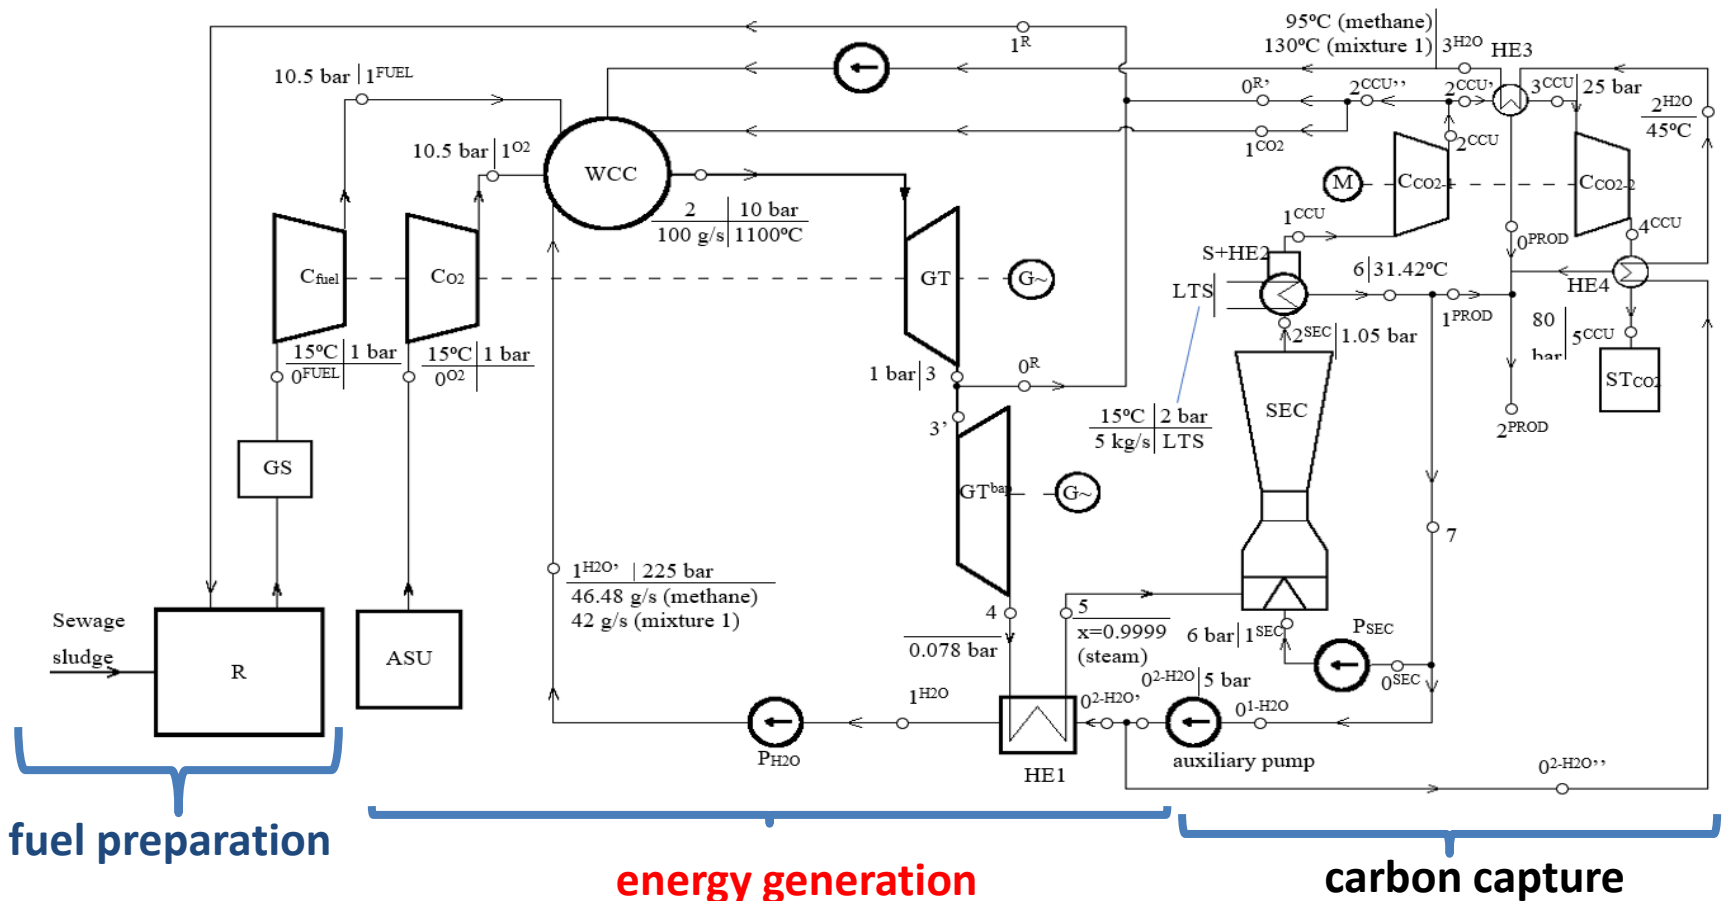 1R
95ºC (methane)
130ºC (mixture 1)
3H2O
HE3
10.5 bar
1FUEL
0R'
2CCU''
2CCU'
3CCU
25 bar
2H2O
45ºC
10.5 bar
1O2
1CO2
2CCU
WCC
M
CCO2-1
CCO2-2
2
10 bar
100 g/s
1100ºC
1CCU
0PROD
4CCU
S+HE2
6
31.42ºC
Cfuel
CO2
GT
G~
LTS
HE4
1PROD
2SEC
1.05 bar
80
bar
5CCU
15ºC
1 bar
0FUEL
15ºC
1 bar
0O2
1 bar
3
0R
STCO2
15ºC
2 bar
5 kg/s
LTS
SEC
3'
2PROD
GS
GTbap
G~
7
1H2O'
225 bar
46.48 g/s (methane)
42 g/s (mixture 1)
4
5
0.078 bar
x=0.9999
(steam)
6 bar
1SEC
PSEC
0SEC
Sewage
sludge
R
ASU
1H2O
02-H2O'
02-H2O
5 bar
01-H2O
PH2O
HE1
auxiliary pump
02-H2O''
fuel preparation
energy generation
carbon capture